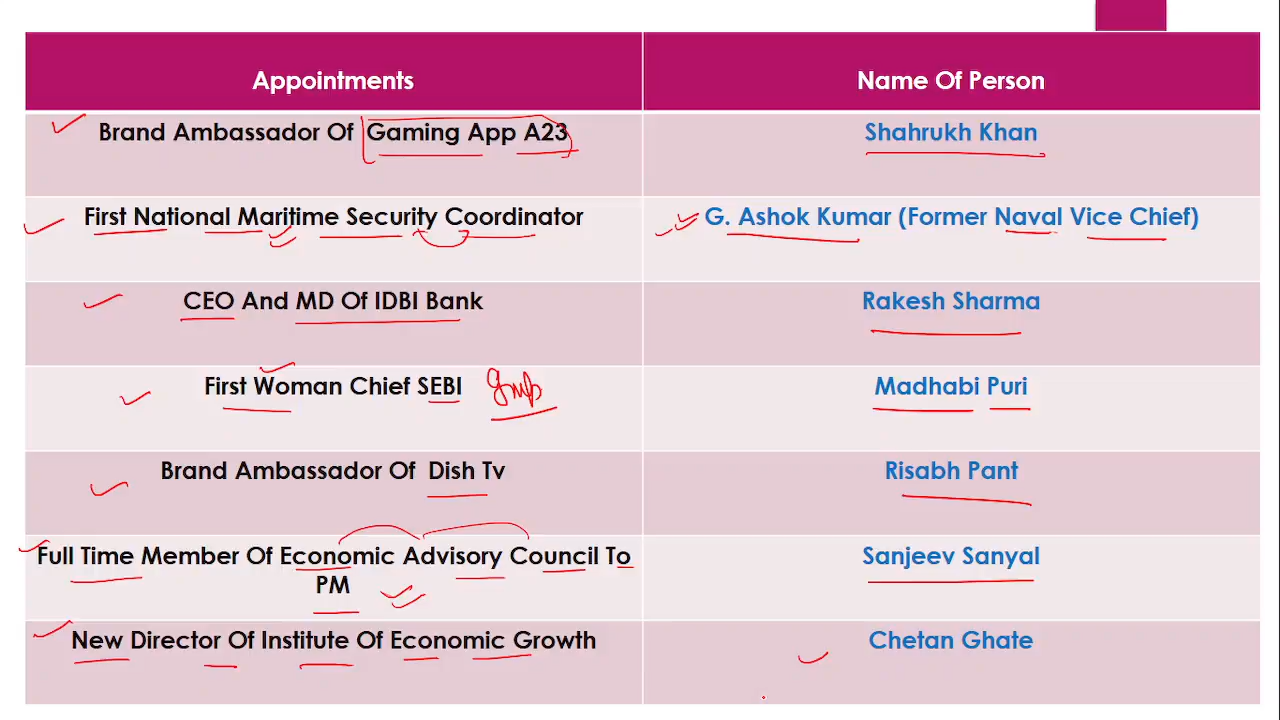 Appointments
Name Of Person
Brand Ambassador Of Gaming App A23
Shahrukh Khan
First National Maritime Security Coordinator
G. Ashok Kumar (Former Naval Vice Chief)
CEO And MD Of IDBI Bank
Rakesh Sharma
First Woman Chief SEBI Imp
Madhabi Puri
Brand Ambassador Of Dish Tv
Risabh Pant
Full Time Member Of Economic Advisory Council To
PM
Sanjeev Sanyal
New Director Of Institute Of Economic Growth
Chetan Ghate